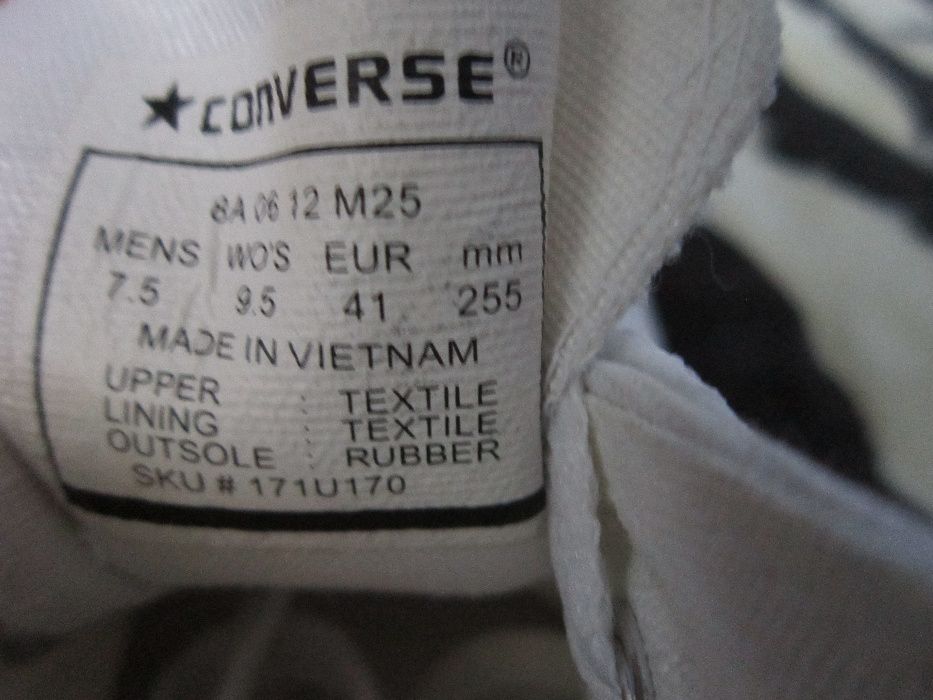 ★CONVERSE®
8A 06 12 M25
MENS WO'S EUR mm
7.5 9.5 41 255
MADE IN VIETNAM
UPPER : TEXTILE
LINING : TEXTILE
OUTSOLE : RUBBER
SKU # 171U170